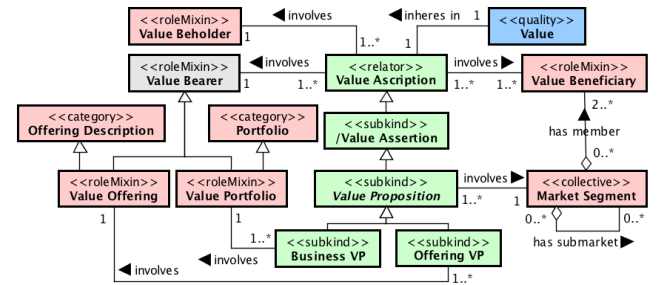 <<roleMixin>>
Value Beholder
◀ involves
1
1..*
◀ inheres in 1
1
<<quality>>
Value
<<roleMixin>>
Value Bearer
◀ involves
1
1..*
<<relator>>
Value Ascription
involves ▶
1..*
1..*
<<roleMixin>>
Value Beneficiary
2..*
has member
0..*
<<category>>
Offering Description
<<category>>
Portfolio
<<subkind>>
/Value Assertion
<<roleMixin>>
Value Offering
<<roleMixin>>
Value Portfolio
<<subkind>>
Value Proposition
involves ▶
1..*
1
<<collective>>
Market Segment
0..*
0..*
has submarket ▶
1
1
1..*
◀ involves
<<subkind>>
Business VP
<<subkind>>
Offering VP
◀ involves
1..*